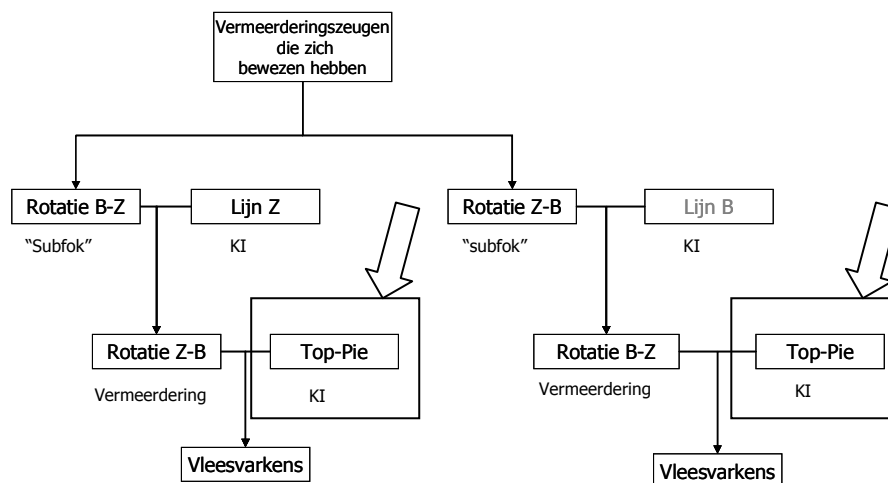 Vermeerderingszeugen
die zich
bewezen hebben
Rotatie B-Z
Lijn Z
Rotatie Z-B
Lijn B
“Subfok”
KI
“subfok”
KI
Rotatie Z-B
Top-Pie
Rotatie B-Z
Top-Pie
Vermeerdering
KI
Vermeerdering
KI
Vleesvarkens
Vleesvarkens